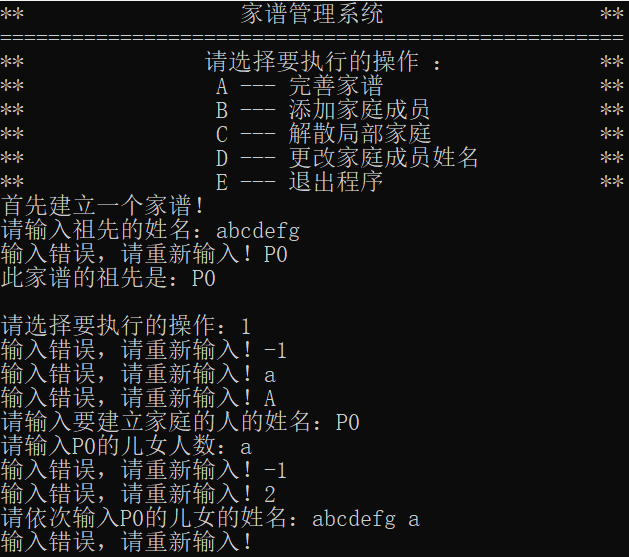 ** 家谱管理系统 **
====================================================
** 请选择要执行的操作 : **
** A --- 完善家谱 **
** B --- 添加家庭成员 **
** C --- 解散局部家庭 **
** D --- 更改家庭成员姓名 **
** E --- 退出程序 **
首先建立一个家谱!
请输入祖先的姓名: abcdefg
输入错误，请重新输入! P0
此家谱的祖先是: P0
请选择要执行的操作: 1
输入错误，请重新输入! -1
输入错误，请重新输入! a
输入错误，请重新输入! A
请输入要建立家庭的人的姓名: P0
请输入P0的儿女人数: a
输入错误，请重新输入! -1
输入错误，请重新输入! 2
请依次输入P0的儿女的姓名: abcdefg a
输入错误，请重新输入!